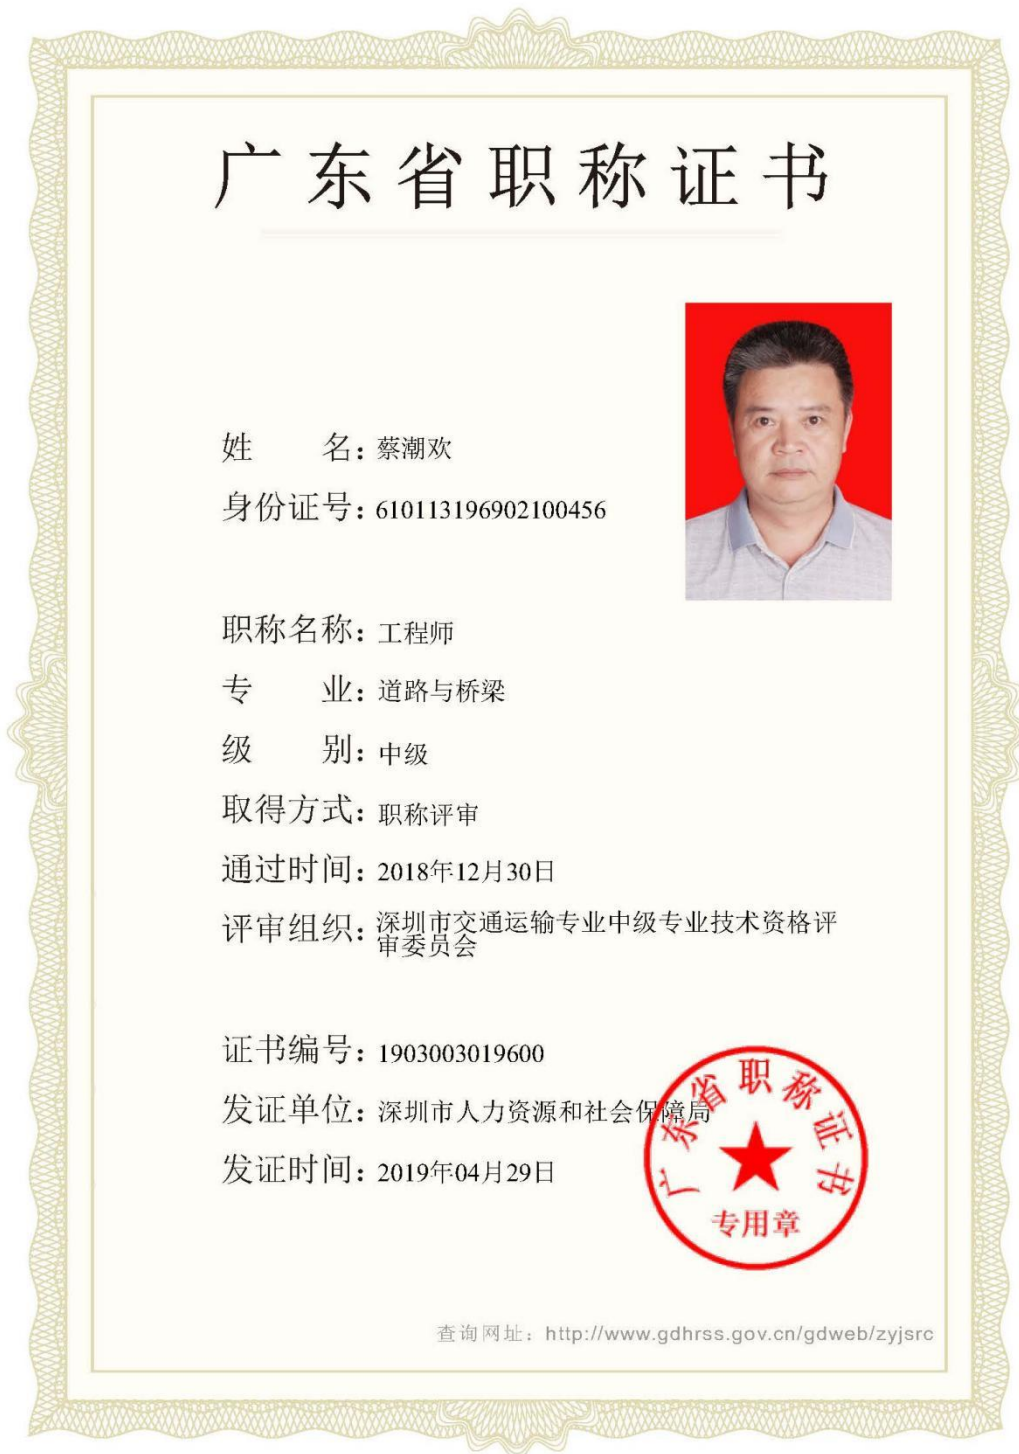 广东省职称证书
姓名：蔡潮欢
身份证号：610113196902100456
职称名称：工程师
专业：道路与桥梁
级别：中级
取得方式：职称评审
通过时间：2018年12月30日
评审组织：深圳市交通运输专业中级专业技术资格评
审委员会
证书编号：1903003019600
发证单位：深圳市人力资源和社会保障局
发证时间：2019年04月29日
广东省职称证书
专用章
查询网址：http://www.gdhrss.gov.cn/gdweb/zyjsrc